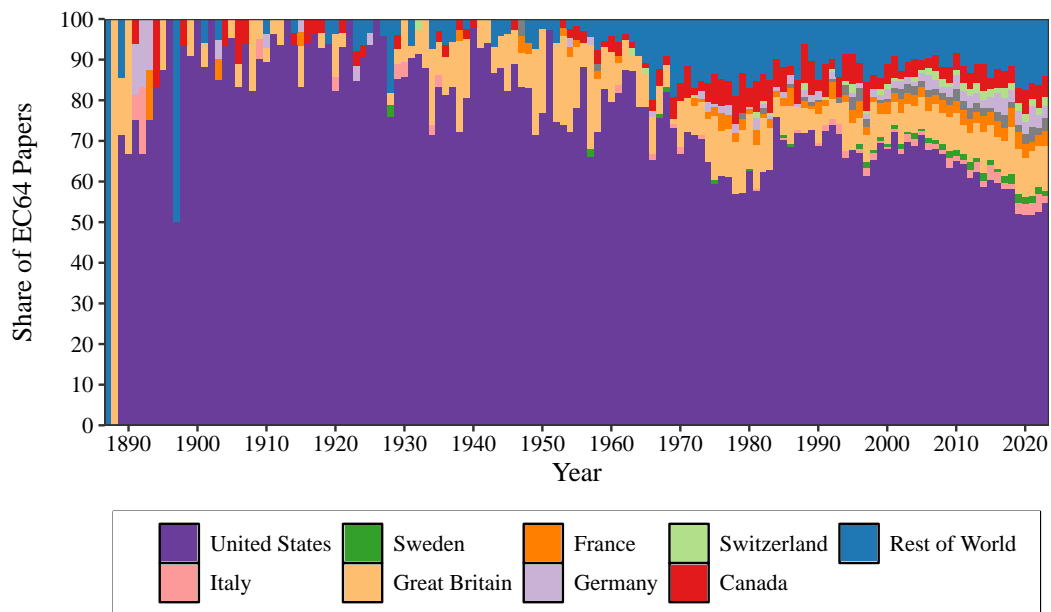 100
90
80
70
60
50
40
30
20
10
0
Share of EC64 Papers
1890 1900 1910 1920 1930 1940 1950 1960 1970 1980 1990 2000 2010 2020
Year
United States Sweden France Switzerland Rest of World
Italy Great Britain Germany Canada